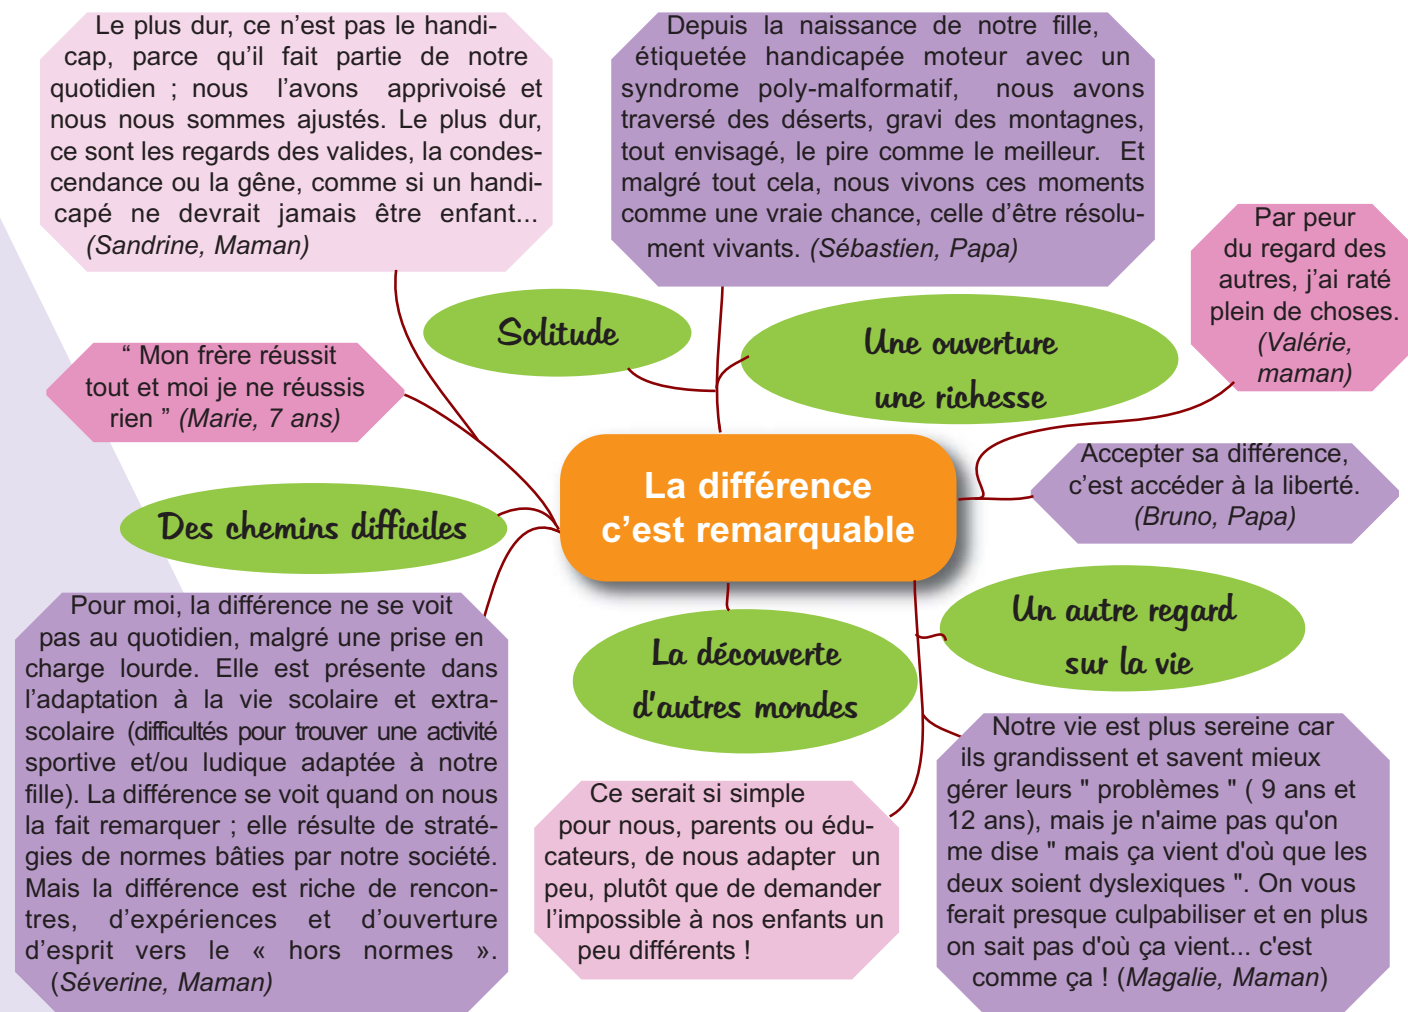 Le plus dur, ce n’est pas le handi-
cap, parce qu’il fait partie de notre
quotidien ; nous l’avons apprivoisé et
nous nous sommes ajustés. Le plus dur,
ce sont les regards des valides, la condes-
cendance ou la gêne, comme si un handi-
capé ne devrait jamais être enfant...
(Sandrine, Maman)
Depuis la naissance de notre fille,
étiquetée handicapée moteur avec un
syndrome poly-malformatif, nous avons
traversé des déserts, gravi des montagnes,
tout envisagé, le pire comme le meilleur. Et
malgré tout cela, nous vivons ces moments
comme une vraie chance, celle d’être résolu-
ment vivants. (Sébastien, Papa)
Par peur
du regard des
autres, j’ai raté
plein de choses.
(Valérie,
maman)
Solitude
Une ouverture
une richesse
“ Mon frère réussit
tout et moi je ne réussis
rien ” (Marie, 7 ans)
La différence
c’est remarquable
Accepter sa différence,
c’est accéder à la liberté.
(Bruno, Papa)
Des chemins difficiles
Un autre regard
sur la vie
La découverte
d’autres mondes
Pour moi, la différence ne se voit
pas au quotidien, malgré une prise en
charge lourde. Elle est présente dans
l’adaptation à la vie scolaire et extra-
scolaire (difficultés pour trouver une activité
sportive et/ou ludique adaptée à notre
fille). La différence se voit quand on nous
la fait remarquer ; elle résulte de straté-
gies de normes bâties par notre société.
Mais la différence est riche de rencon-
tres, d’expériences et d’ouverture
d’esprit vers le « hors normes ».
(Séverine, Maman)
Ce serait si simple
pour nous, parents ou édu-
cateurs, de nous adapter un
peu, plutôt que de demander
l’impossible à nos enfants un
peu différents !
Notre vie est plus sereine car
ils grandissent et savent mieux
gérer leurs " problèmes " ( 9 ans et
12 ans), mais je n'aime pas qu'on
me dise " mais ça vient d'où que les
deux soient dyslexiques ". On vous
ferait presque culpabiliser et en plus
on sait pas d'où ça vient... c'est
comme ça ! (Magalie, Maman)